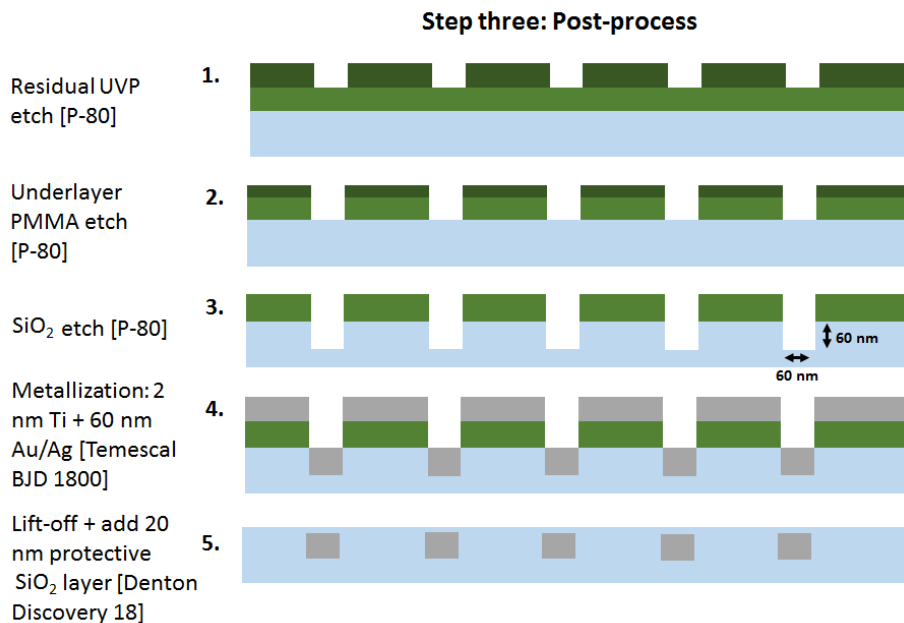 Step three: Post-process
Residual UVP
etch [P-80]
1.
Underlayer
PMMA etch
[P-80]
2.
SiO₂ etch [P-80]
3.
60 nm
60 nm
Metallization: 2
nm Ti + 60 nm
Au/Ag [Temescal
BJD 1800]
4.
Lift-off + add 20
nm protective
SiO₂ layer [Denton
Discovery 18]
5.